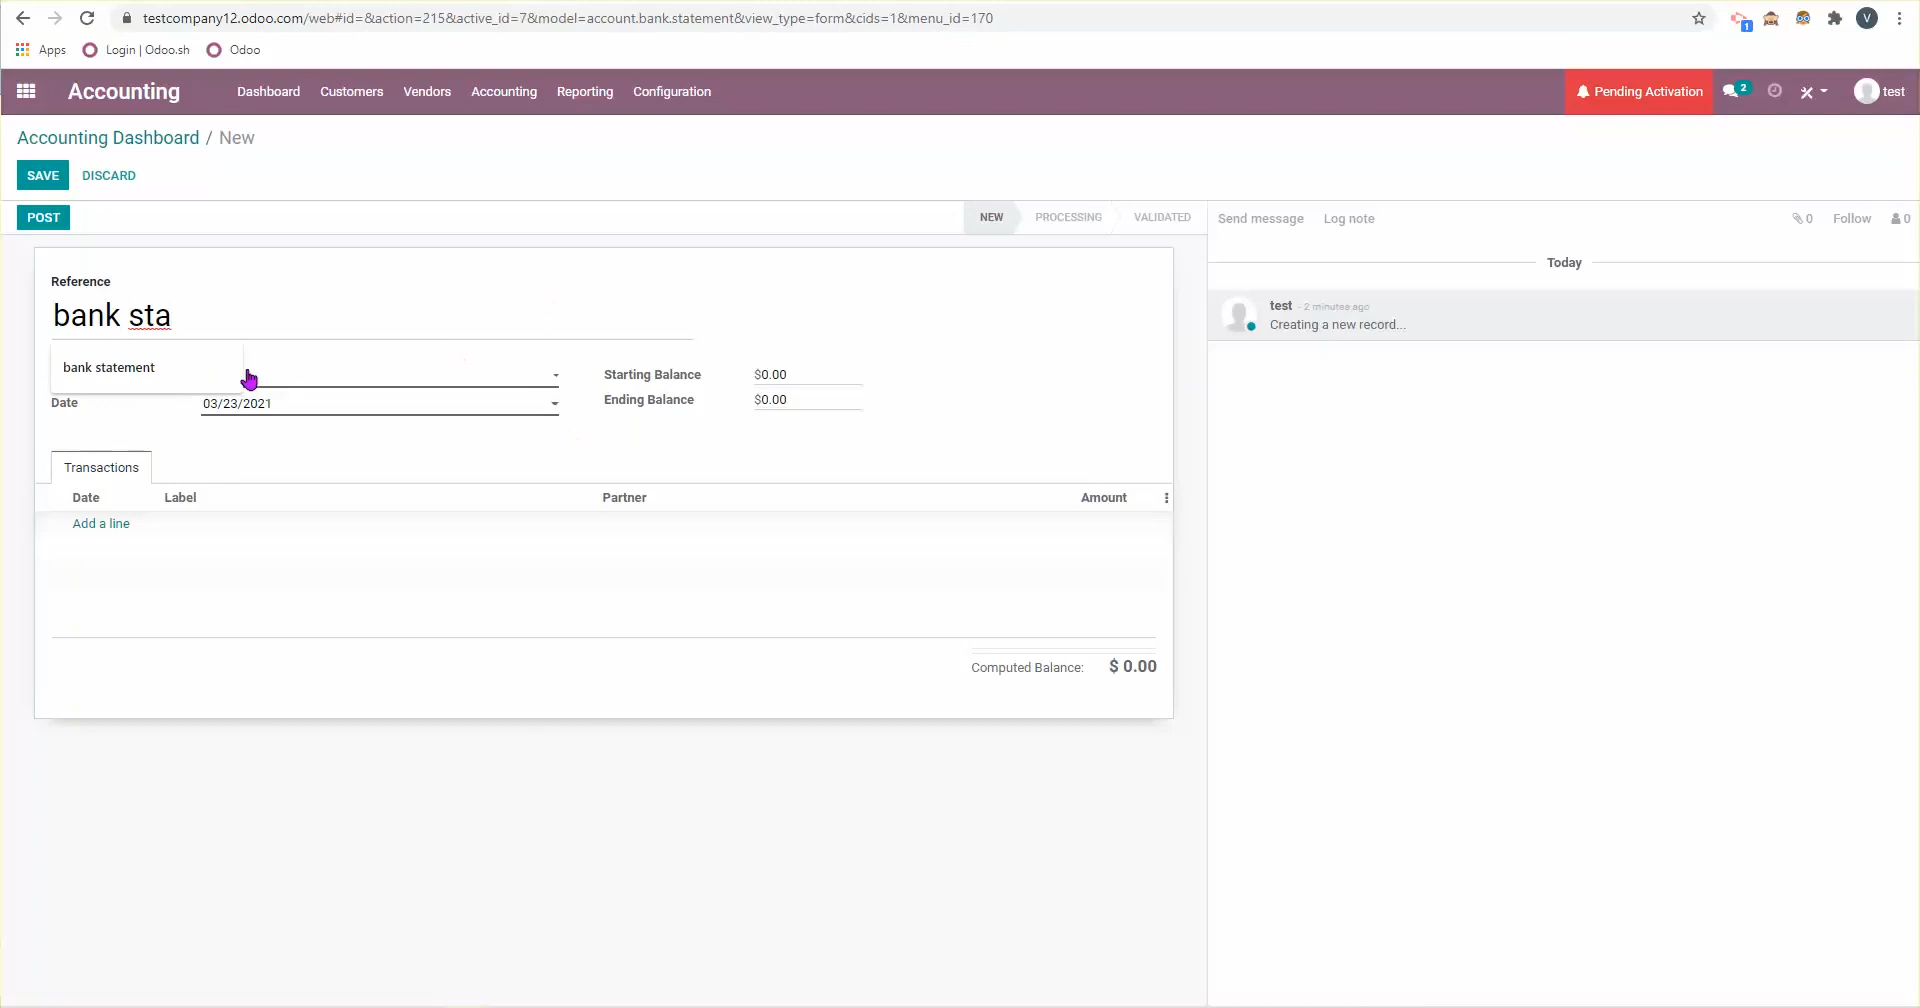 testcompany12.odoo.com/web#id=&action=215&active_id=7&model=account.bank.statement&view_type=form&cids=1&menu_id=170
1
V
Apps Login | Odoo.sh Odoo
Accounting Dashboard Customers Vendors Accounting Reporting Configuration Pending Activation 2 test
Accounting Dashboard / New
SAVE DISCARD
POST NEW PROCESSING VALIDATED Send message Log note 0 Follow 0
Today
Reference
bank sta
test - 2 minutes ago
Creating a new record...
bank statement
Starting Balance $0.00
Date 03/23/2021 Ending Balance $0.00
Transactions
Date Label Partner Amount
Add a line
Computed Balance: $ 0.00